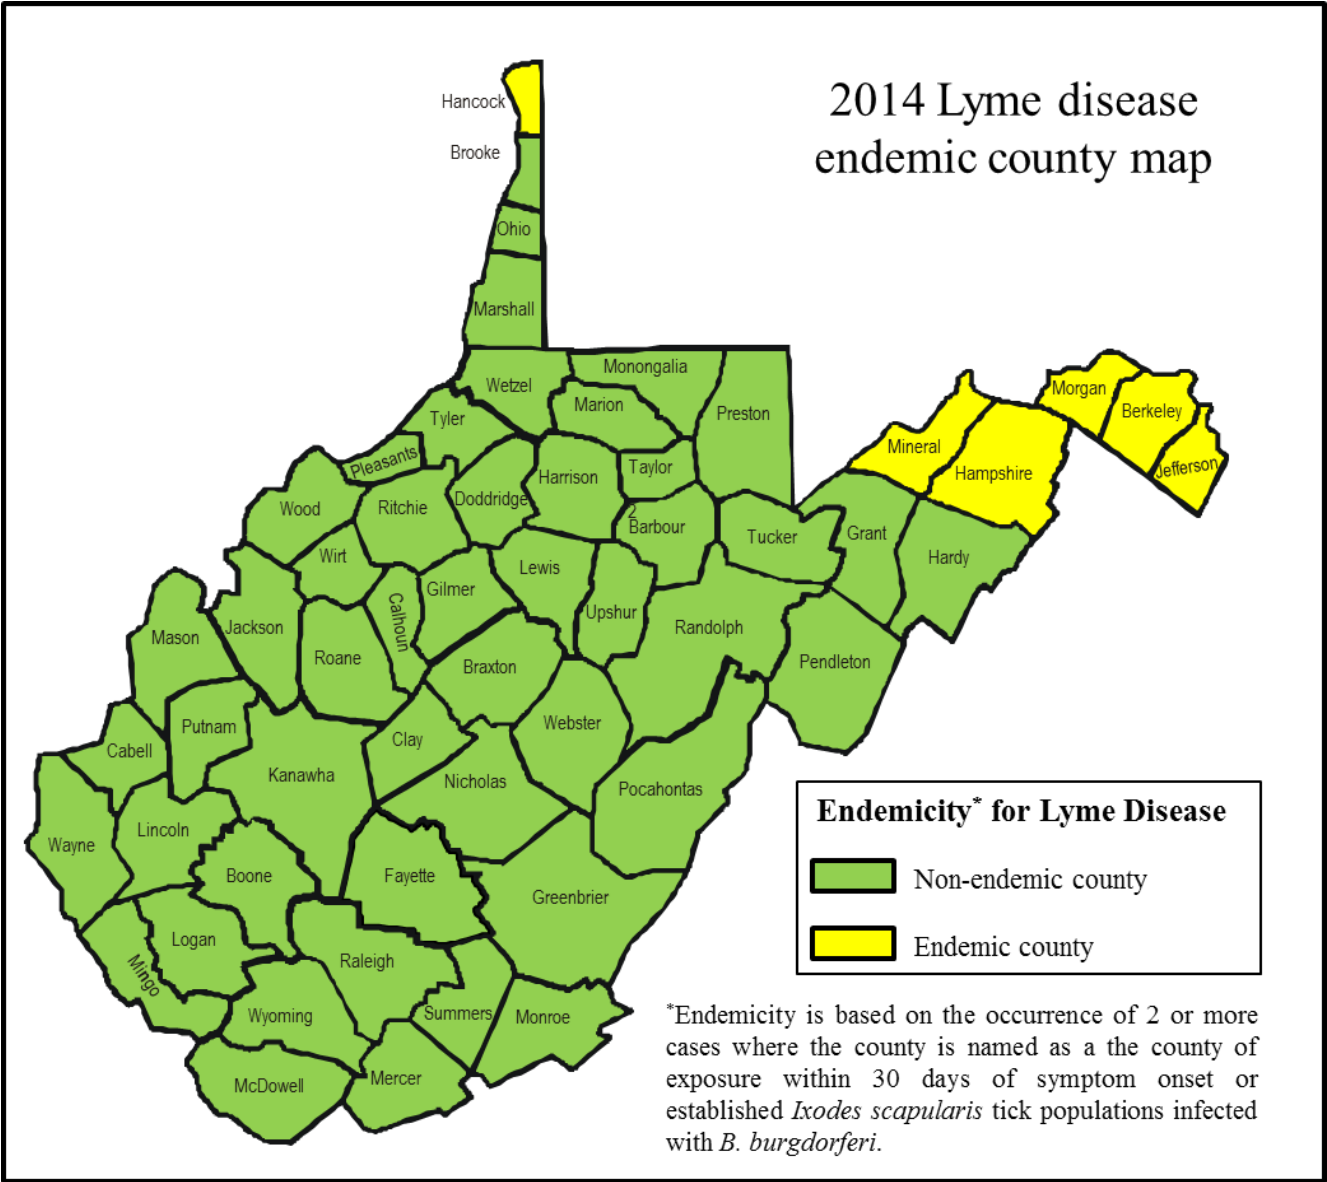 2014 Lyme disease
endemic county map
Hancock
Brooke
Ohio
Marshall
Wetzel
Monongalia
Marion
Preston
Tyler
Pleasants
Wood
Ritchie
Doddridge
Harrison
Taylor
2
Barbour
Tucker
Grant
Mineral
Hampshire
Morgan
Berkeley
Jefferson
Hardy
Wirt
Lewis
Gilmer
Calhoun
Upshur
Randolph
Pendleton
Mason
Jackson
Roane
Braxton
Webster
Putnam
Cabell
Clay
Kanawha
Nicholas
Pocahontas
Wayne
Lincoln
Boone
Fayette
Greenbrier
Logan
Mingo
Raleigh
Wyoming
Summers
Monroe
McDowell
Mercer
Endemicity* for Lyme Disease
Non-endemic county
Endemic county
*Endemicity is based on the occurrence of 2 or more
cases where the county is named as a the county of
exposure within 30 days of symptom onset or
established Ixodes scapularis tick populations infected
with B. burgdorferi.